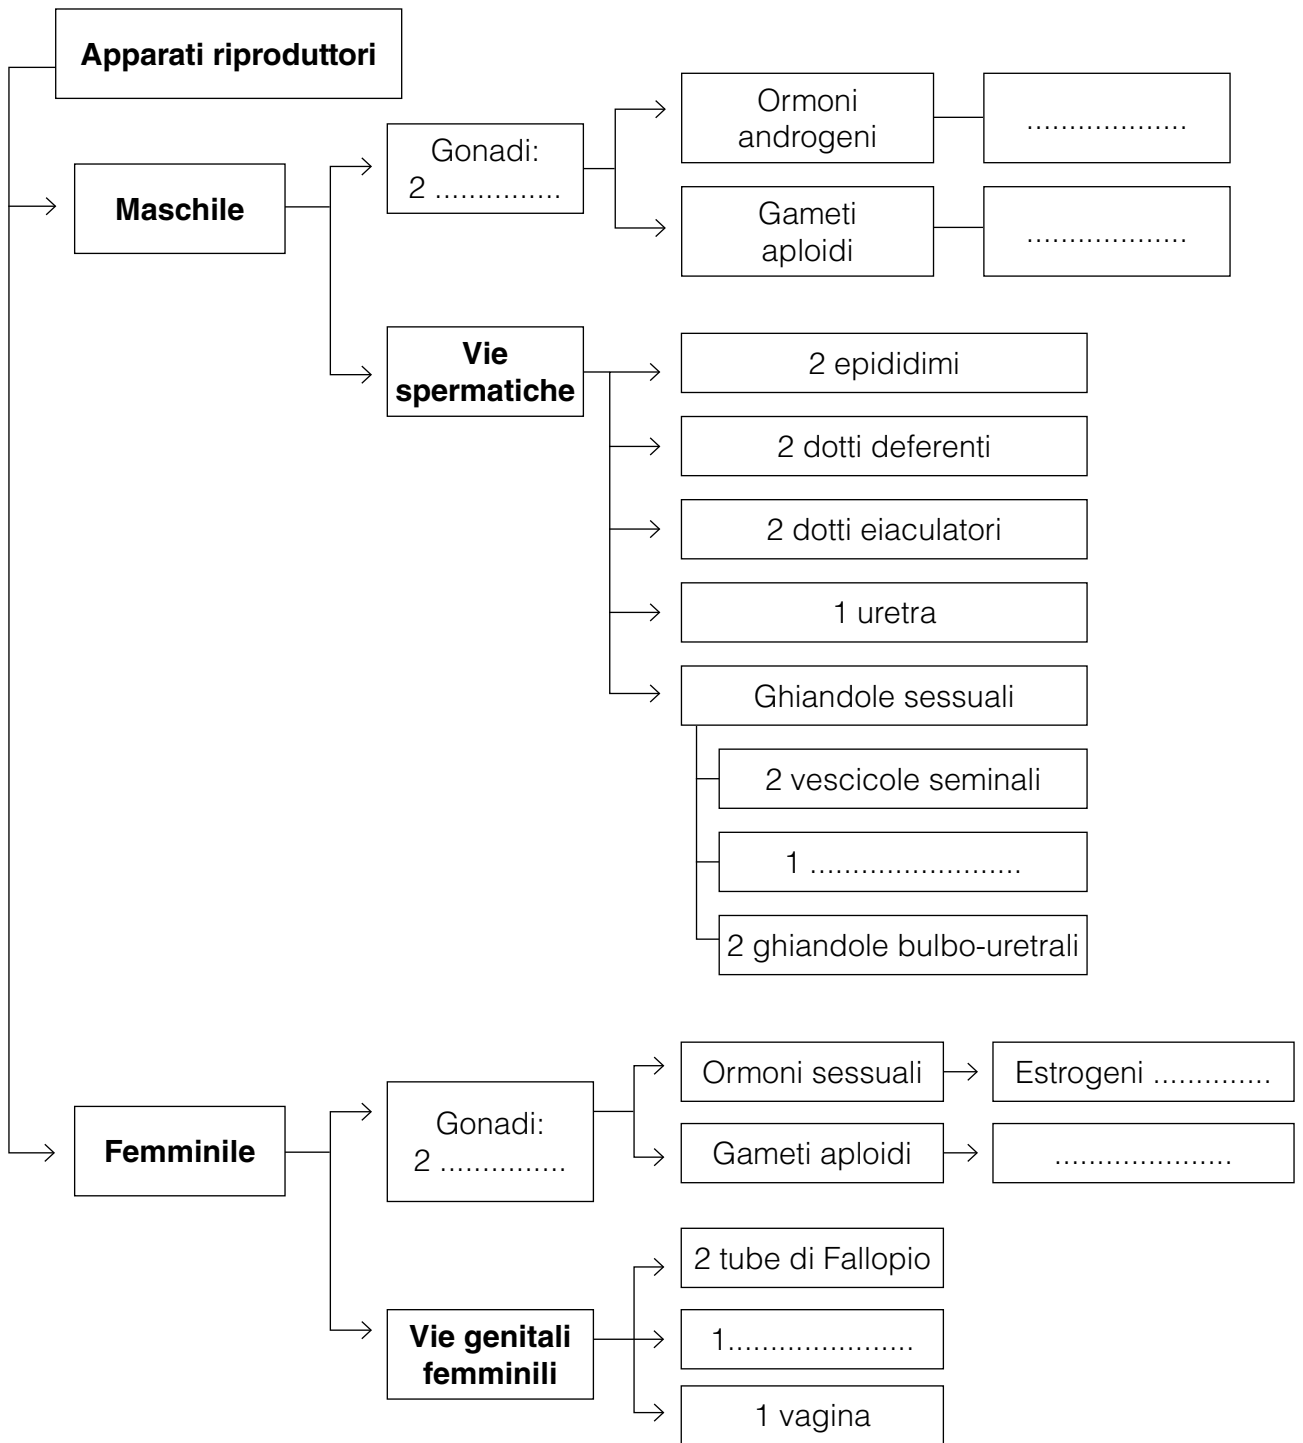 Apparati riproduttori
Maschile
Gonadi:
2 ...............
Ormoni
androgeni
...................
Gameti
aploidi
...................
Vie
spermatiche
2 epididimi
2 dotti deferenti
2 dotti eiaculatori
1 uretra
Ghiandole sessuali
2 vescicole seminali
1 .........................
2 ghiandole bulbo-uretrali
Femminile
Gonadi:
2 ...............
Ormoni sessuali
Estrogeni ..............
Gameti aploidi
.....................
Vie genitali
femminili
2 tube di Fallopio
1......................
1 vagina